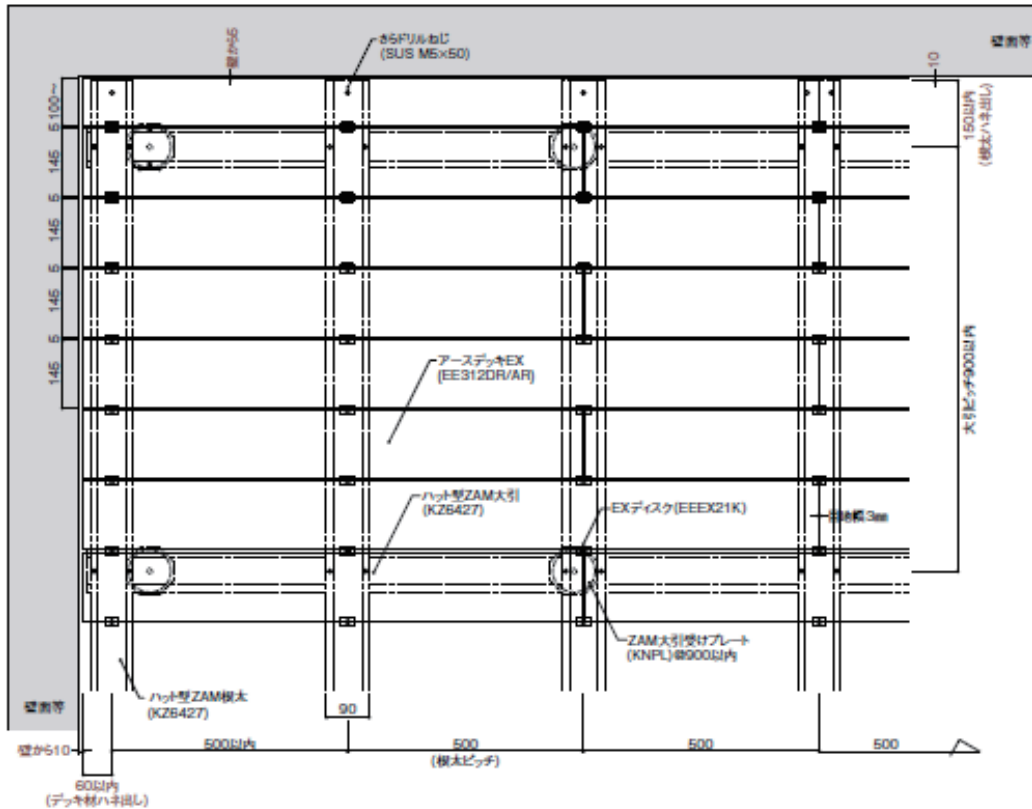 壁面等
さらドリルねじ
(SUS M5×50)
壁から5
10
150以内
(根太ハネ出し)
100~
5
145
5
145
5
145
5
145
大引ピッチ900以内
アースデッキEX
(EE312DR/AR)
ハット型ZAM大引
(KZ6427)
EXディスク(EEEX21K)
目地幅3mm
ZAM大引受けプレート
(KNPL)@900以内
ハット型ZAM根太
(KZ6427)
壁面等
90
壁から10
500以内
500
500
500
(根太ピッチ)
60以内
(デッキ材ハネ出し)